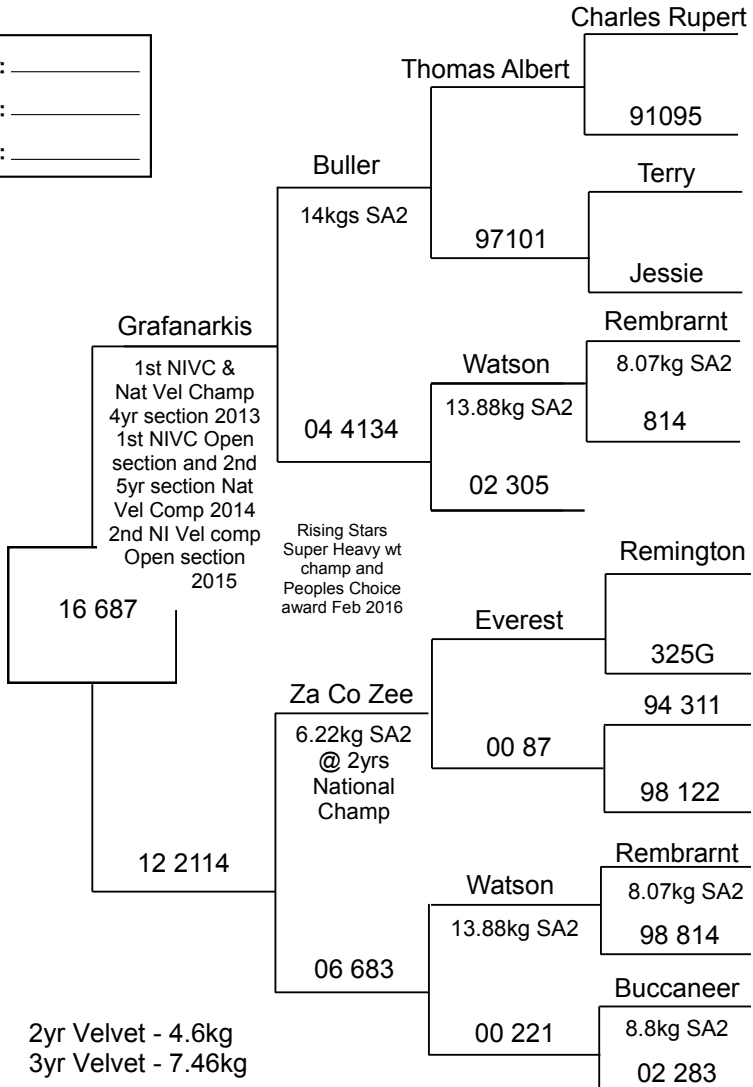 : 
: 
: 
Charles Rupert
Thomas Albert
91095
Buller
14kgs SA2
Terry
97101
Jessie
Grafanarkis
1st NIVC &
Nat Vel Champ
4yr section 2013
1st NIVC Open
section and 2nd
5yr section Nat
Vel Comp 2014
2nd NI Vel comp
Open section
2015
Rembrarnt
8.07kg SA2
Watson
13.88kg SA2
814
04 4134
02 305
Rising Stars
Super Heavy wt
champ and
Peoples Choice
award Feb 2016
16 687
Remington
Everest
325G
Za Co Zee
6.22kg SA2
@ 2yrs
National
Champ
94 311
00 87
98 122
12 2114
Rembrarnt
8.07kg SA2
Watson
13.88kg SA2
98 814
06 683
Buccaneer
8.8kg SA2
00 221
02 283
2yr Velvet - 4.6kg
3yr Velvet - 7.46kg